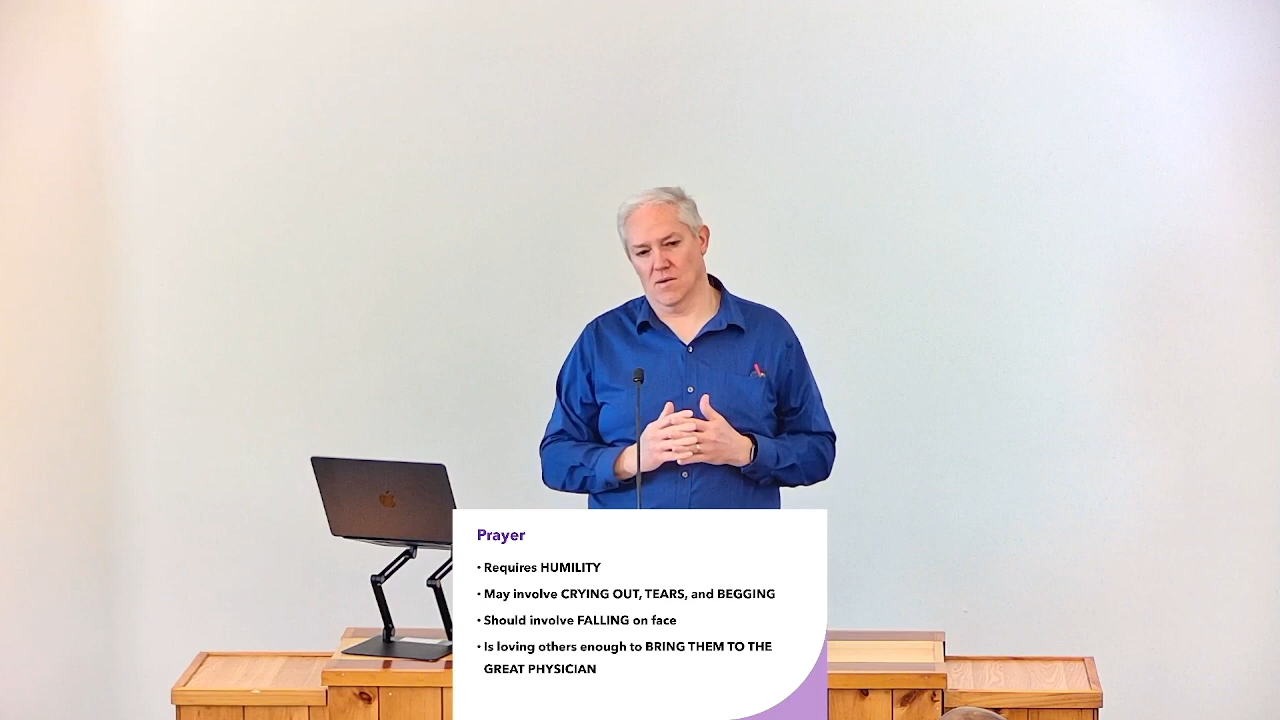 Prayer
• Requires HUMILITY
• May involve CRYING OUT, TEARS, and BEGGING
• Should involve FALLING on face
• Is loving others enough to BRING THEM TO THE
GREAT PHYSICIAN